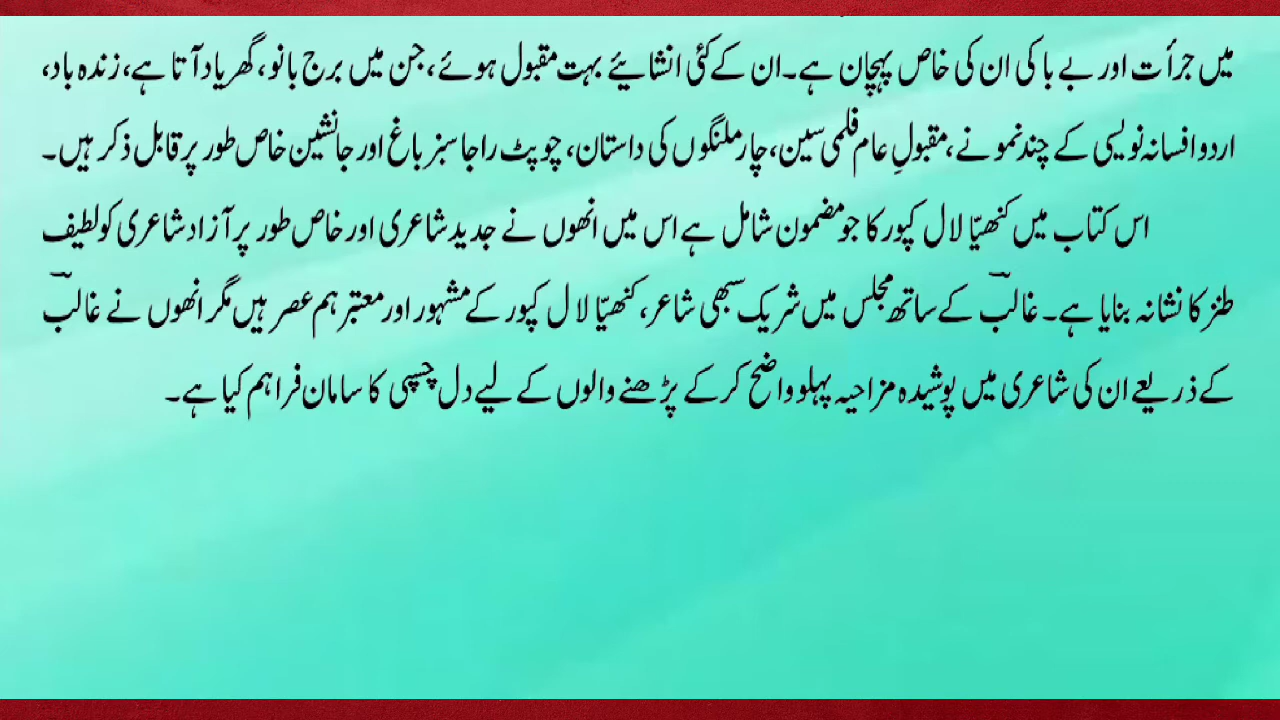 میں جرأت اور بے باکی ان کی خاص پہچان ہے۔ ان کے کئی انشائیے بہت مقبول ہوئے، جن میں برج بانو، گھر یاد آتا ہے، زندہ باد،
اردو افسانہ نویسی کے چند نمونے، مقبولِ عام فلمی سین، چار ملنگوں کی داستان، چوپٹ راجا سبز باغ اور جانشین خاص طور پر قابل ذکر ہیں۔
اس کتاب میں کنھیّا لال کپور کا جو مضمون شامل ہے اس میں انھوں نے جدید شاعری اور خاص طور پر آزاد شاعری کو لطیف
طنز کا نشانہ بنایا ہے۔ غالبؔ کے ساتھ مجلس میں شریک سبھی شاعر، کنھیّا لال کپور کے مشہور اور معتبر ہم عصر ہیں مگر انھوں نے غالبؔ
کے ذریعے ان کی شاعری میں پوشیدہ مزاحیہ پہلو واضح کرکے پڑھنے والوں کے لیے دل چسپی کا سامان فراہم کیا ہے۔